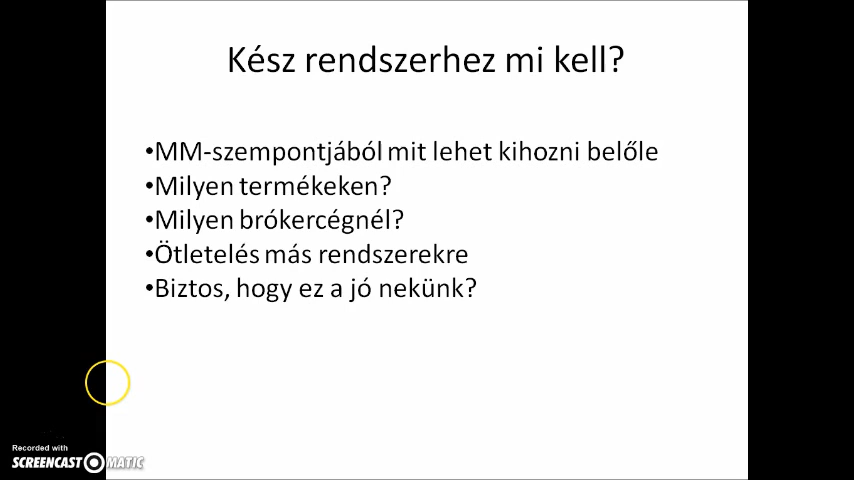 Kész rendszerhez mi kell?
•MM-szempontjából mit lehet kihozni belőle
•Milyen termékeken?
•Milyen brókercégnél?
•Ötletelés más rendszerekre
•Biztos, hogy ez a jó nekünk?
Recorded with
SCREENCAST MATIC